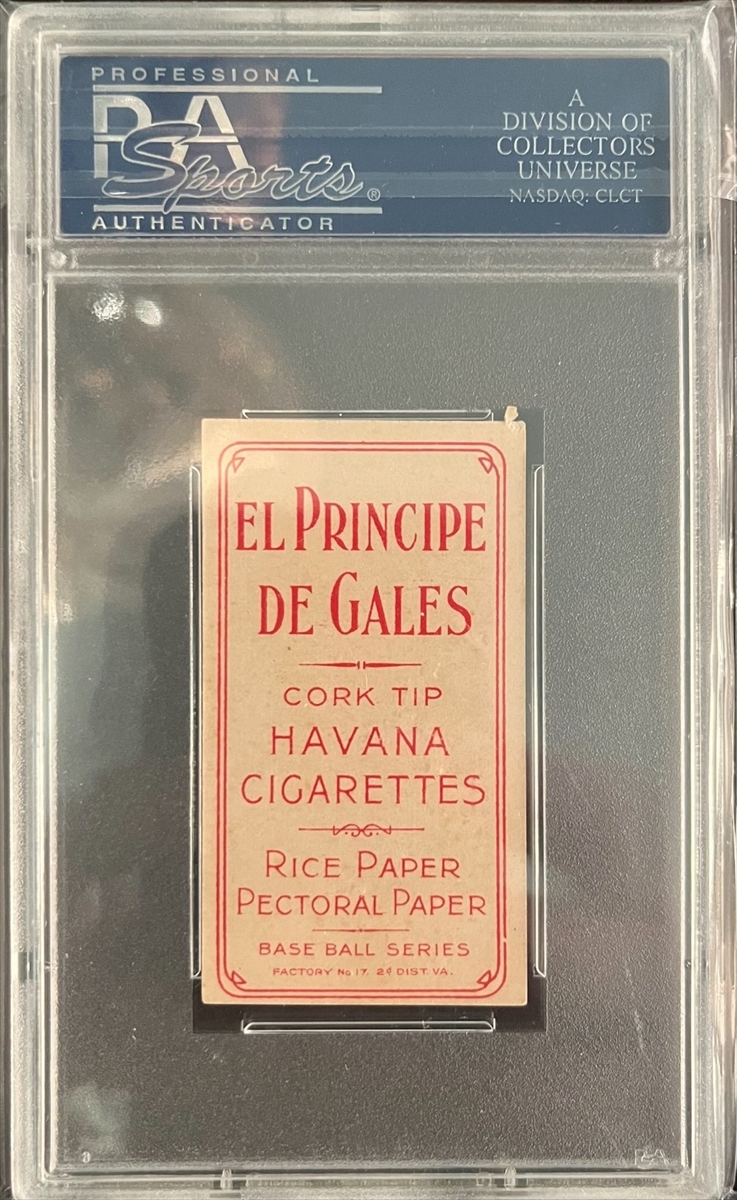 PROFESSIONAL
PSA
Sports®
AUTHENTICATOR
A
DIVISION OF
COLLECTORS
UNIVERSE
NASDAQ: CLCT
EL PRINCIPE
DE GALES
CORK TIP
HAVANA
CIGARETTES
RICE PAPER
PECTORAL PAPER
BASE BALL SERIES
FACTORY No 17. 2d DIST. VA.
PSA